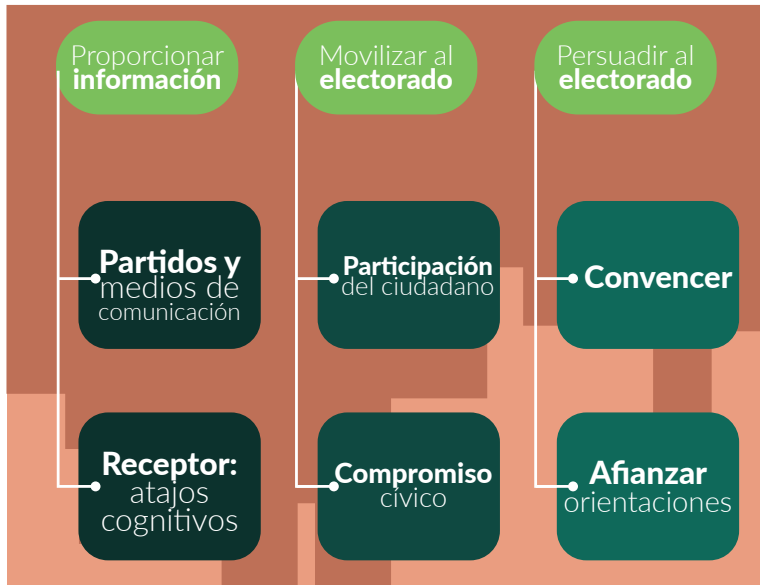 Proporcionar
información
Partidos y
medios de
comunicación
Receptor:
atajos
cognitivos
Movilizar al
electorado
Participación
del ciudadano
Compromiso
cívico
Persuadir al
electorado
Convencer
Afianzar
orientaciones